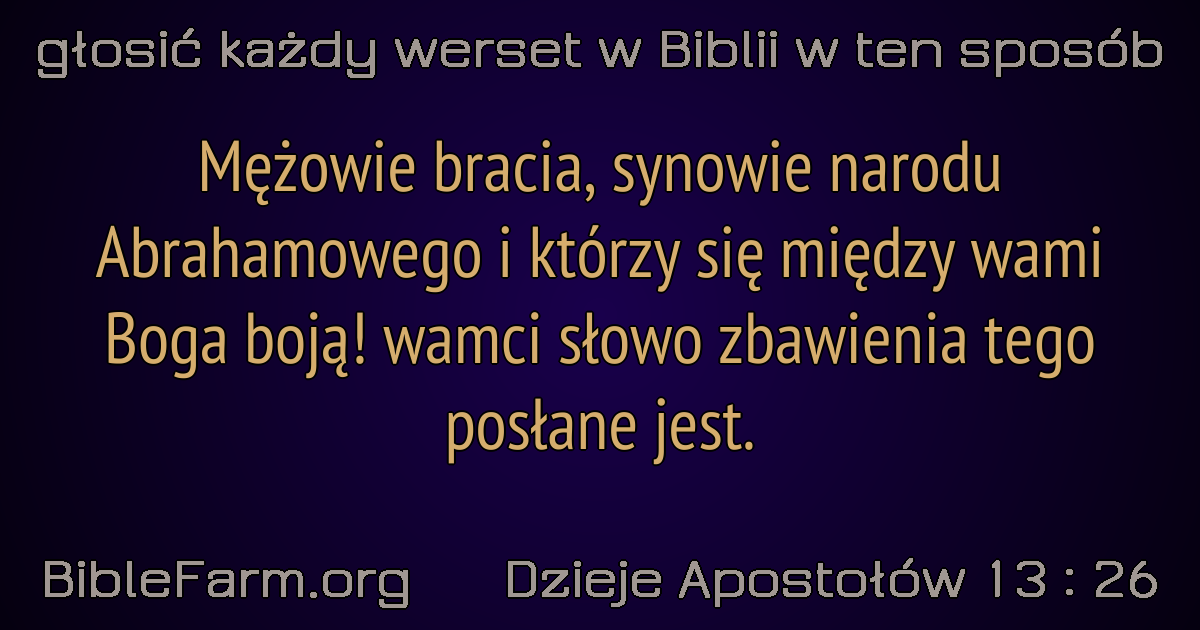 głosić każdy werset w Biblii w ten sposób
Mężowie bracia, synowie narodu
Abrahamowego i którzy się między wami
Boga boją! wamci słowo zbawienia tego
posłane jest.
BibleFarm.org Dzieje Apostołów 13 : 26